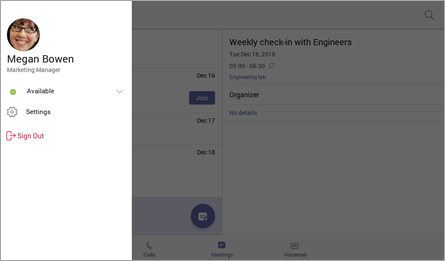 Megan Bowen
Marketing Manager
Available
Settings
Sign Out
Dec 16
Join
Dec 17
Dec 18
Weekly check-in with Engineers
Tue Dec 18, 2018
05:00 - 06:30
Engineering lab
Organizer
No details
Calls
Meetings
Voicemail